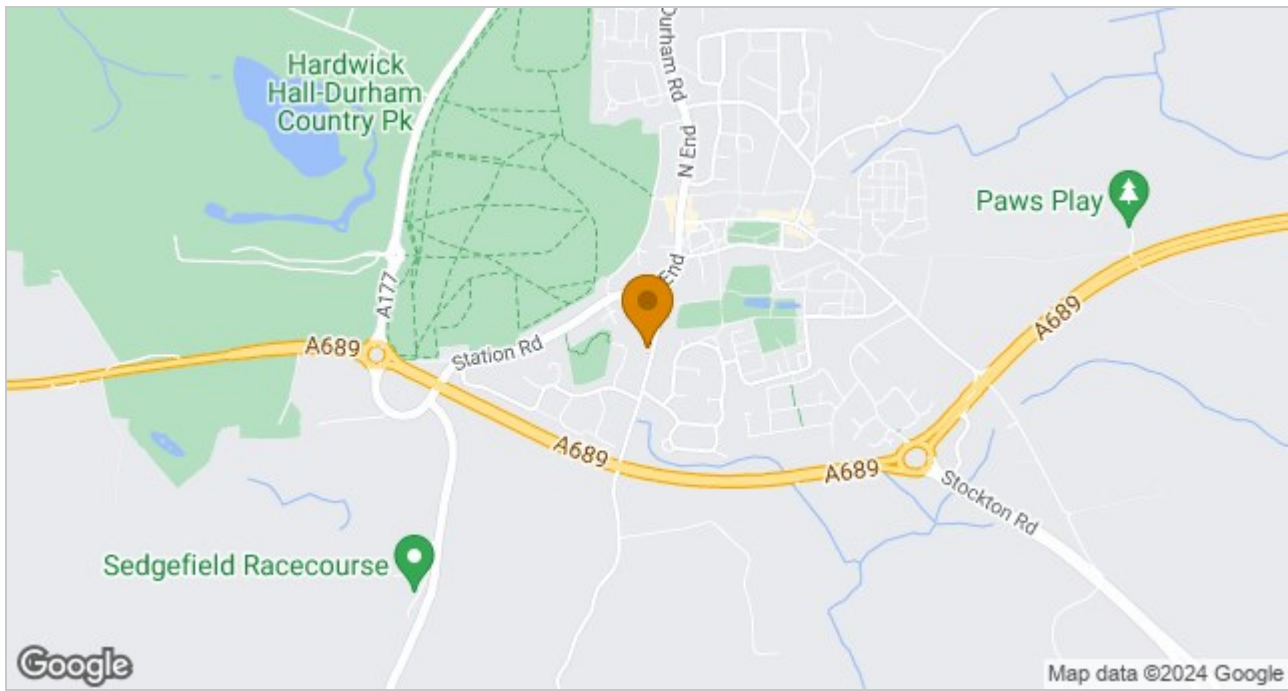 Hardwick
Hall-Durham
Country Pk
Durham Rd
N End
Paws Play
End
A177
A689
Station Rd
A689
A689
A689
Stockton Rd
Sedgefield Racecourse
Google
Map data ©2024 Google